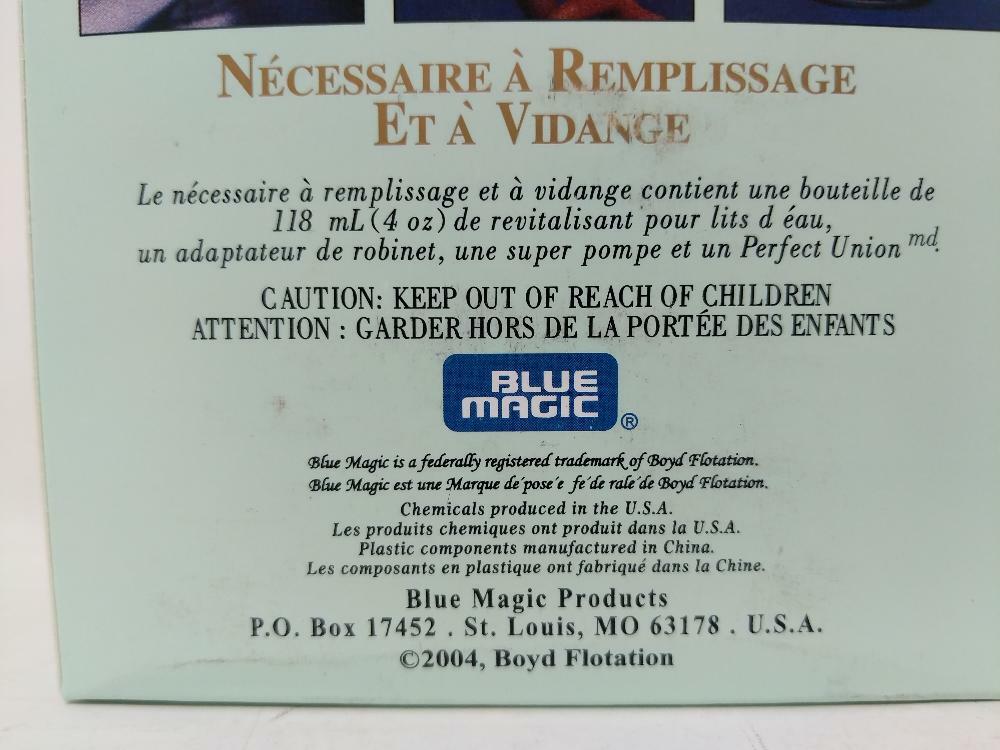 NÉCESSAIRE À REMPLISSAGE
ET À VIDANGE
Le nécessaire à remplissage et à vidange contient une bouteille de
118 mL (4 oz) de revitalisant pour lits d éau,
un adaptateur de robinet, une super pompe et un Perfect Union md.
CAUTION: KEEP OUT OF REACH OF CHILDREN
ATTENTION : GARDER HORS DE LA PORTÉE DES ENFANTS
BLUE
MAGIC ®
Blue Magic is a federally registered trademark of Boyd Flotation.
Blue Magic est une Marque de´pose´e fe´de rale´de Boyd Flotation.
Chemicals produced in the U.S.A.
Les produits chemiques ont produit dans la U.S.A.
Plastic components manufactured in China.
Les composants en plastique ont fabriqué dans la Chine.
Blue Magic Products
P.O. Box 17452 . St. Louis, MO 63178 . U.S.A.
©2004, Boyd Flotation